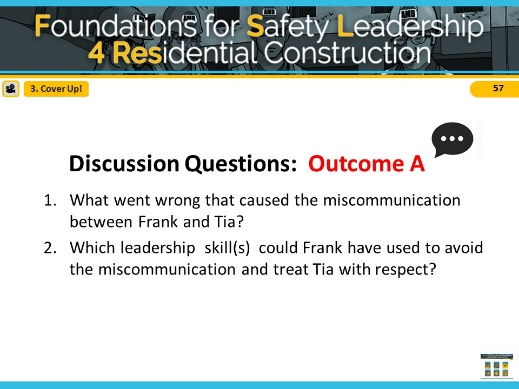 Foundations for Safety Leadership
4 Residential Construction
3. Cover Up!
57
Discussion Questions: Outcome A
1. What went wrong that caused the miscommunication
between Frank and Tia?
2. Which leadership skill(s) could Frank have used to avoid
the miscommunication and treat Tia with respect?